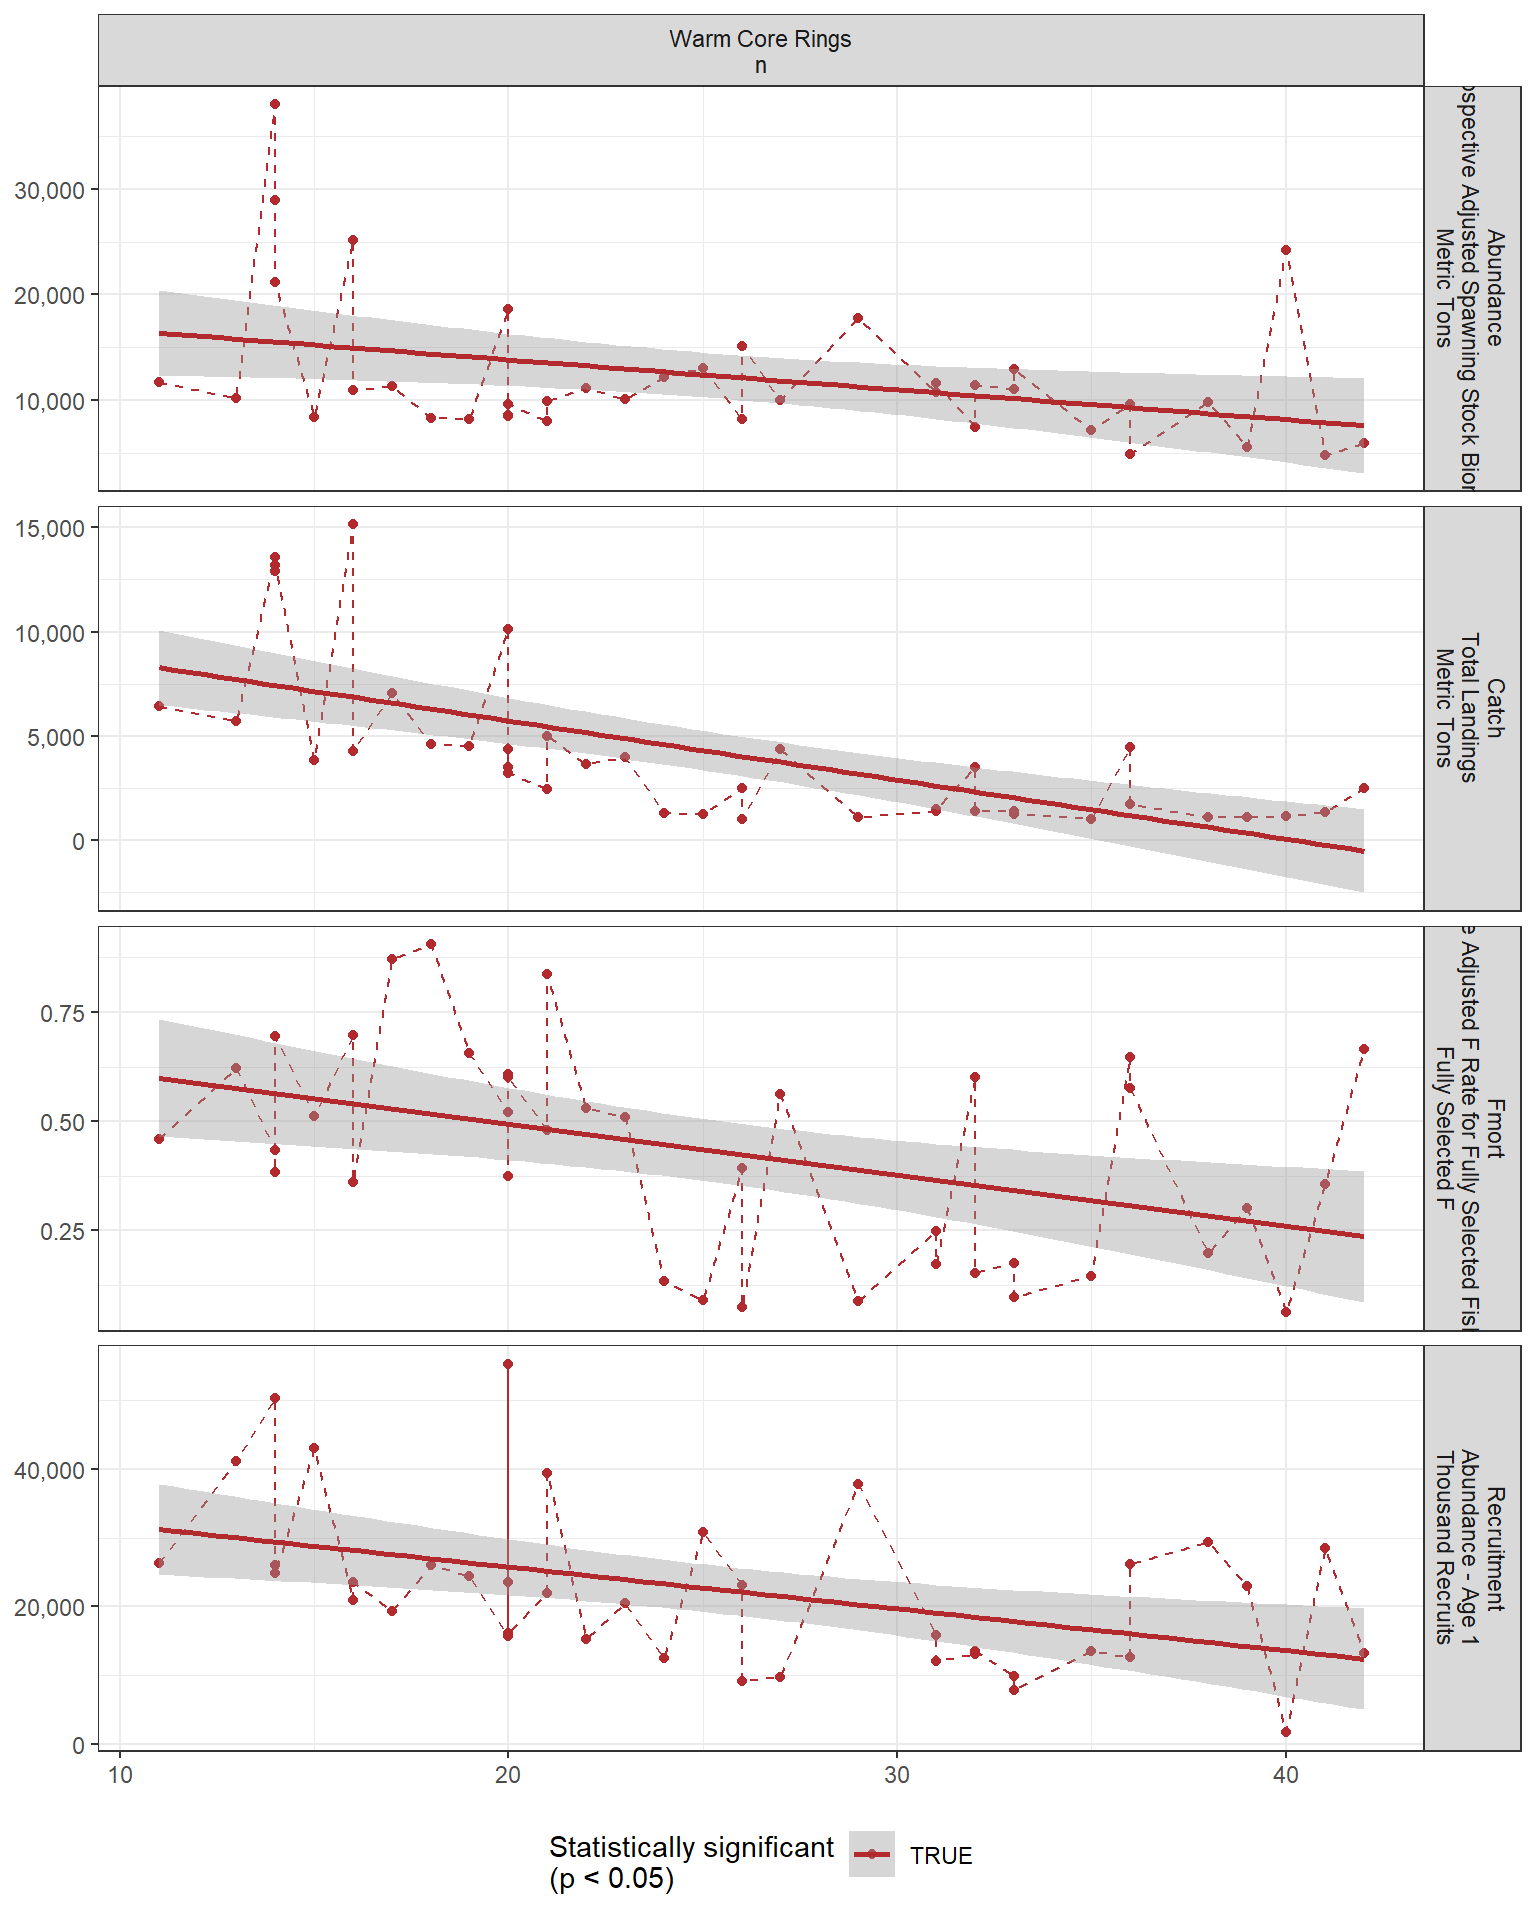 Warm Core Rings
n
30,000
20,000
10,000
Abundance
Adjusted Spawning Stock
Metric Tons
15,000
10,000
5,000
0
Catch
Total Landings
Metric Tons
0.75
0.50
0.25
Fmort
Adjusted F Rate for Fully Selected
Fully Selected F
40,000
20,000
0
Recruitment
Abundance - Age 1
Thousand Recruits
10
20
30
40
Statistically significant
(p < 0.05)
TRUE